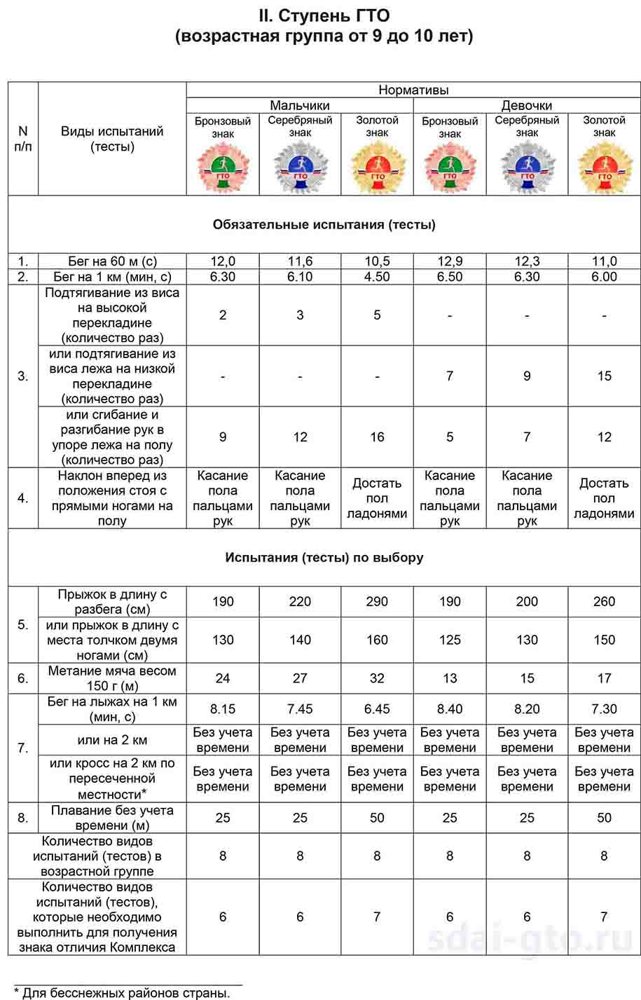 II. Ступень ГТО
(возрастная группа от 9 до 10 лет)
N п/п Виды испытаний (тесты) Нормативы
Мальчики Девочки
Бронзовый знак Серебряный знак Золотой знак Бронзовый знак Серебряный знак Золотой знак
ГТО ГТО ГТО ГТО ГТО ГТО
Обязательные испытания (тесты)
1. Бег на 60 м (с) 12,0 11,6 10,5 12,9 12,3 11,0
2. Бег на 1 км (мин, с) 6.30 6.10 4.50 6.50 6.30 6.00
3.
Подтягивание из виса
на высокой
перекладине
(количество раз) 2 3 5 - - -
или подтягивание из
виса лежа на низкой
перекладине
(количество раз) - - - 7 9 15
или сгибание и
разгибание рук в
упоре лежа на полу
(количество раз) 9 12 16 5 7 12
4.
Наклон вперед из
положения стоя с
прямыми ногами на
полу
Касание пола пальцами рук Касание пола пальцами рук Достать пол ладонями Касание пола пальцами рук Касание пола пальцами рук Достать пол ладонями
Испытания (тесты) по выбору
5.
Прыжок в длину с
разбега (см) 190 220 290 190 200 260
или прыжок в длину с
места толчком двумя
ногами (см) 130 140 160 125 130 150
6. Метание мяча весом
150 г (м) 24 27 32 13 15 17
7.
Бег на лыжах на 1 км
(мин, с) 8.15 7.45 6.45 8.40 8.20 7.30
или на 2 км Без учета времени Без учета времени Без учета времени Без учета времени Без учета времени Без учета времени
или кросс на 2 км по
пересеченной
местности* Без учета времени Без учета времени Без учета времени Без учета времени Без учета времени Без учета времени
8. Плавание без учета
времени (м) 25 25 50 25 25 50
Количество видов
испытаний (тестов) в
возрастной группе 8 8 8 8 8 8
Количество видов
испытаний (тестов),
которые необходимо
выполнить для получения
знака отличия Комплекса 6 6 7 6 6 7
sdai-gto.ru
* Для бесснежных районов страны.